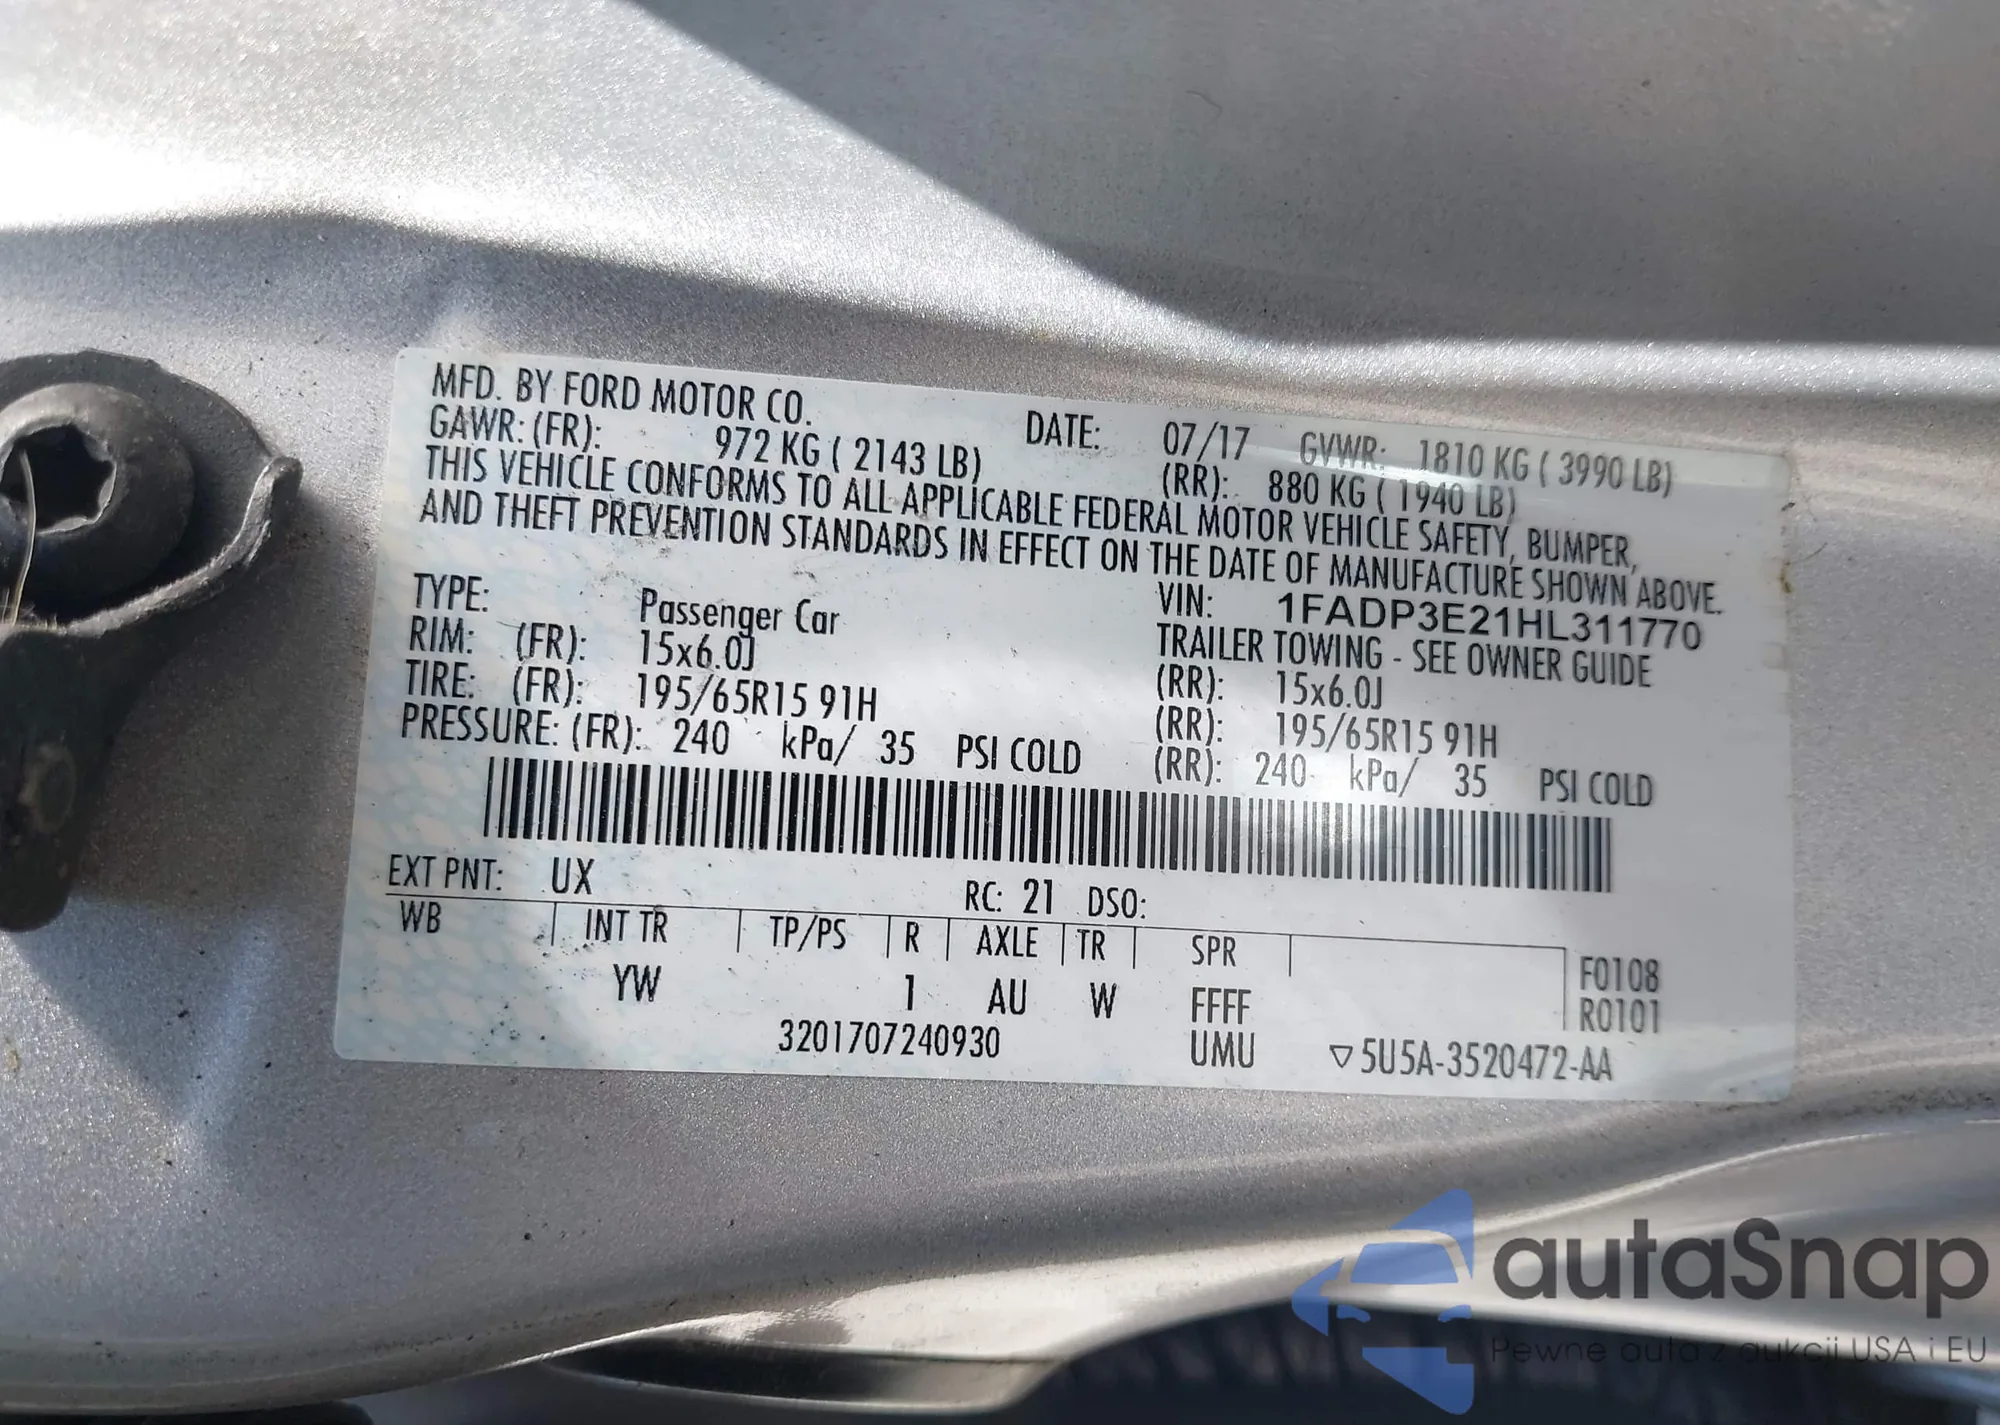 MFD. BY FORD MOTOR CO. DATE: 07/17 GVWR: 1810 KG ( 3990 LB)
GAWR: (FR): 972 KG ( 2143 LB) (RR): 880 KG ( 1940 LB)
THIS VEHICLE CONFORMS TO ALL APPLICABLE FEDERAL MOTOR VEHICLE SAFETY, BUMPER,
AND THEFT PREVENTION STANDARDS IN EFFECT ON THE DATE OF MANUFACTURE SHOWN ABOVE.
VIN: 1FADP3E21HL311770
TYPE: Passenger Car TRAILER TOWING - SEE OWNER GUIDE
RIM: (FR): 15x6.0J (RR): 15x6.0J
TIRE: (FR): 195/65R15 91H (RR): 195/65R15 91H
PRESSURE: (FR): 240 kPa/ 35 PSI COLD (RR): 240 kPa/ 35 PSI COLD
EXT PNT: UX RC: 21 DSO:
WB INT TR TP/PS R AXLE TR SPR F0108
YW 1 AU W FFFF R0101
3201707240930 UMU ▽5U5A-3520472-AA
autaSnap
Pewne auta z aukcji USA i EU